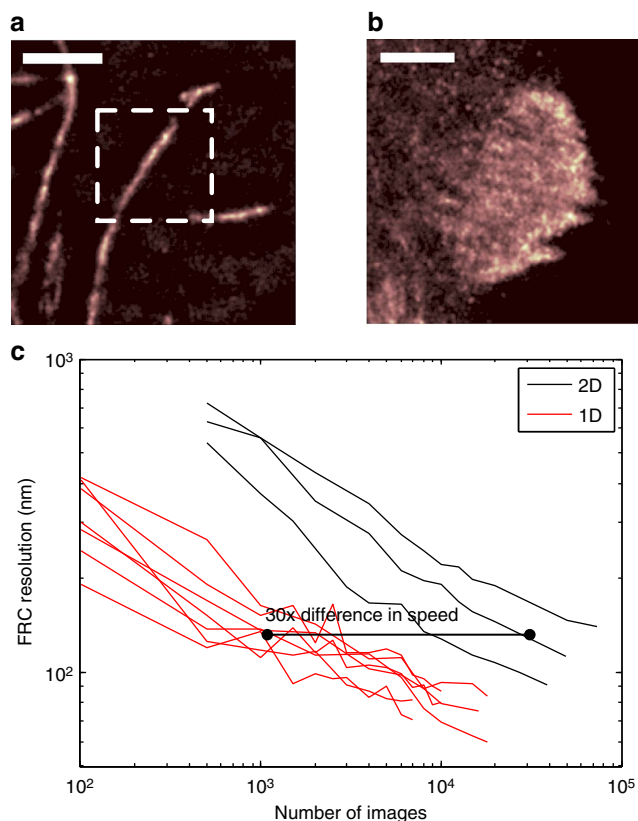 a
b
c
10³
2D
1D
FRC resolution (nm)
30x difference in speed
10²
10² 10³ 10⁴ 10⁵
Number of images